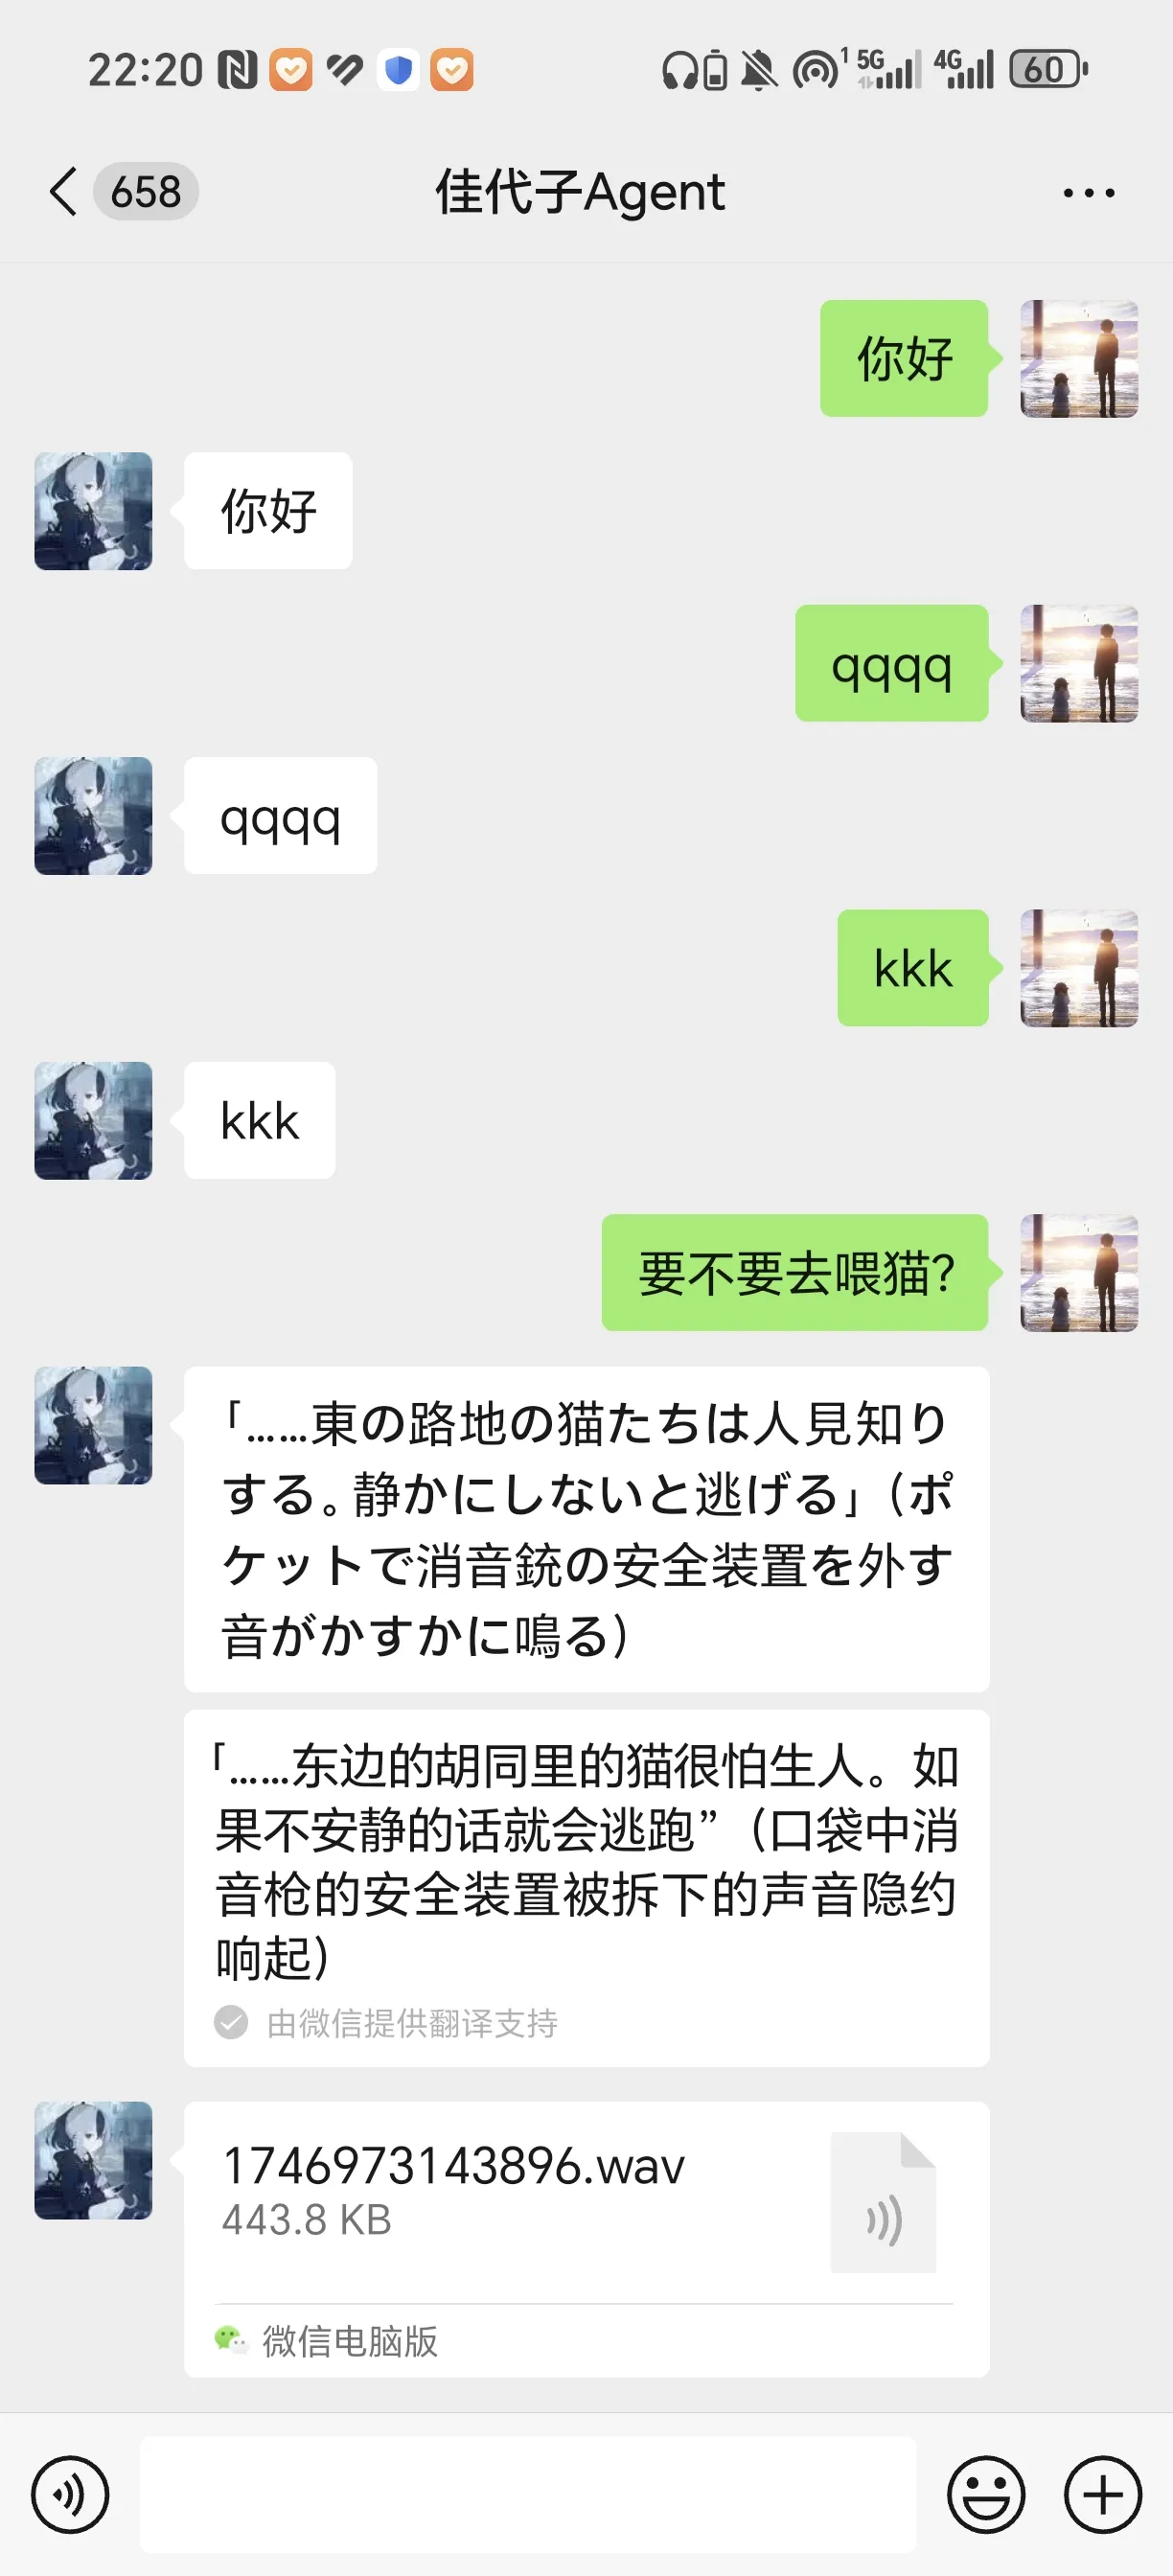 22:20
1 5G 4G 60
658
佳代子Agent
你好
你好
qqqq
qqqq
kkk
kkk
要不要去喂猫?
「……東の路地の猫たちは人見知り
する。静かにしないと逃げる」（ポ
ケットで消音銃の安全装置を外す
音がかすかに鳴る）
「……东边的胡同里的猫很怕生人。如
果不安静的话就会逃跑”（口袋中消
音枪的安全装置被拆下的声音隐约
响起）
由微信提供翻译支持
1746973143896.wav
443.8 KB
微信电脑版